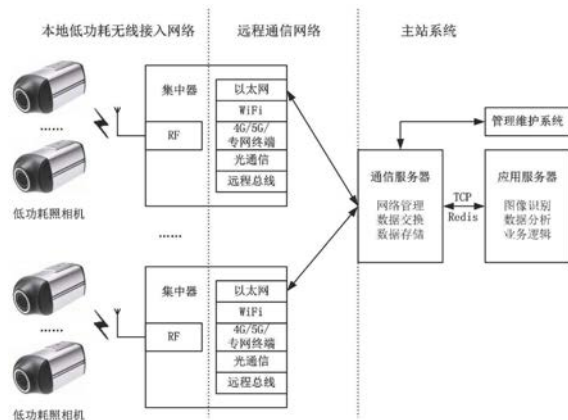 本地低功耗无线接入网络
远程通信网络
主站系统
集中器
RF
以太网
WiFi
4G/5G/
专网终端
光通信
远程总线
......
低功耗照相机
......
管理维护系统
通信服务器
网络管理
数据交换
数据存储
TCP
Redis
应用服务器
图像识别
数据分析
业务逻辑
集中器
RF
以太网
WiFi
4G/5G/
专网终端
光通信
远程总线
......
低功耗照相机